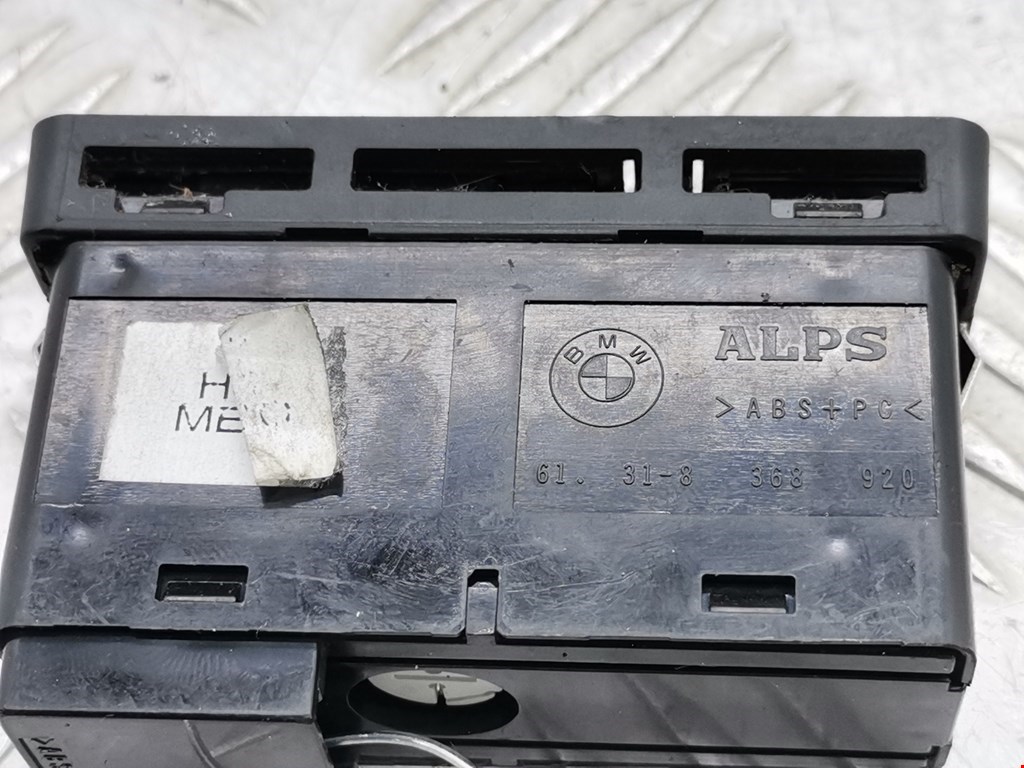 H
BMW
ALPS
>ABS+PC<
61. 31-8 368 920